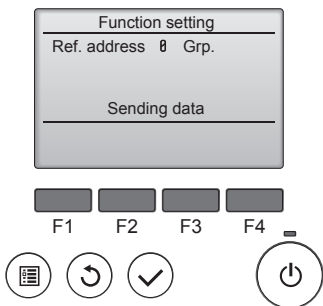 Function setting
Ref. address 0 Grp.
Sending data
F1 F2 F3 F4